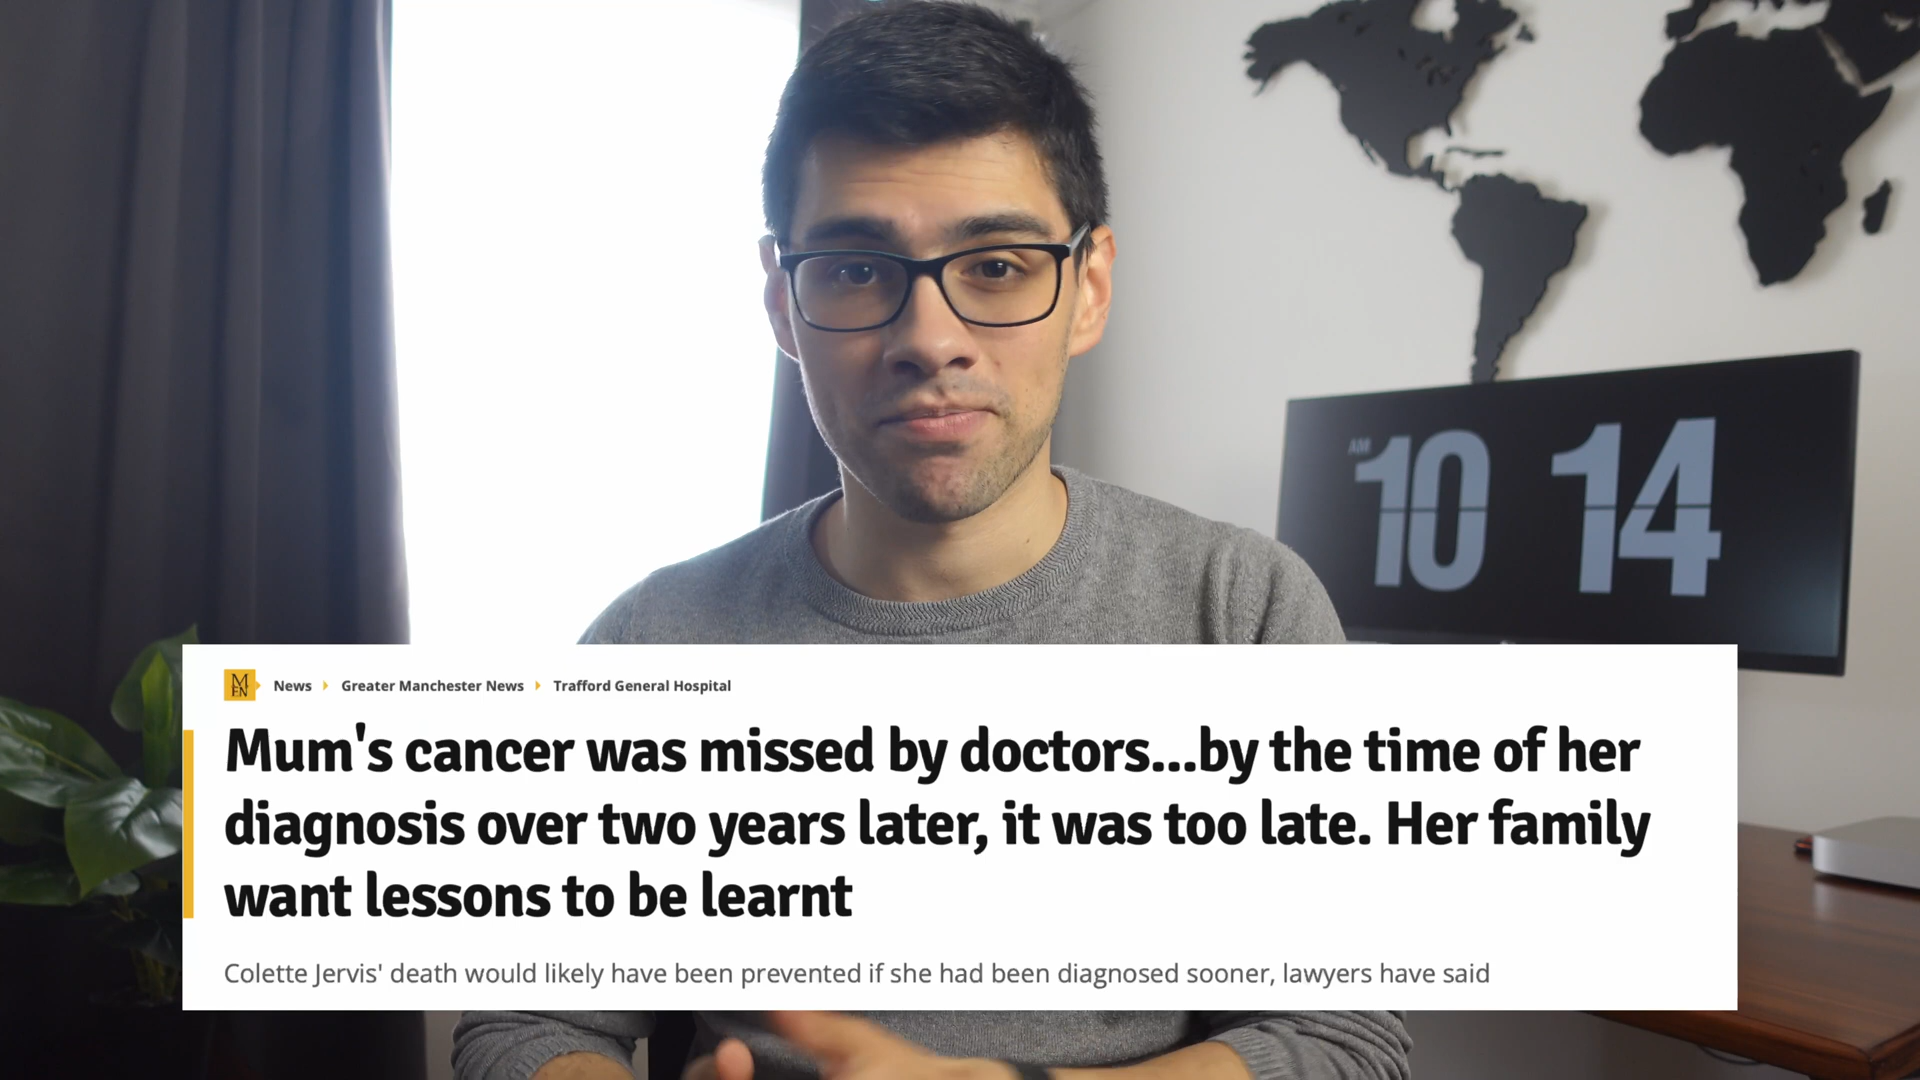 AM
10 14
MEN News Greater Manchester News Trafford General Hospital
Mum's cancer was missed by doctors...by the time of her
diagnosis over two years later, it was too late. Her family
want lessons to be learnt
Colette Jervis' death would likely have been prevented if she had been diagnosed sooner, lawyers have said